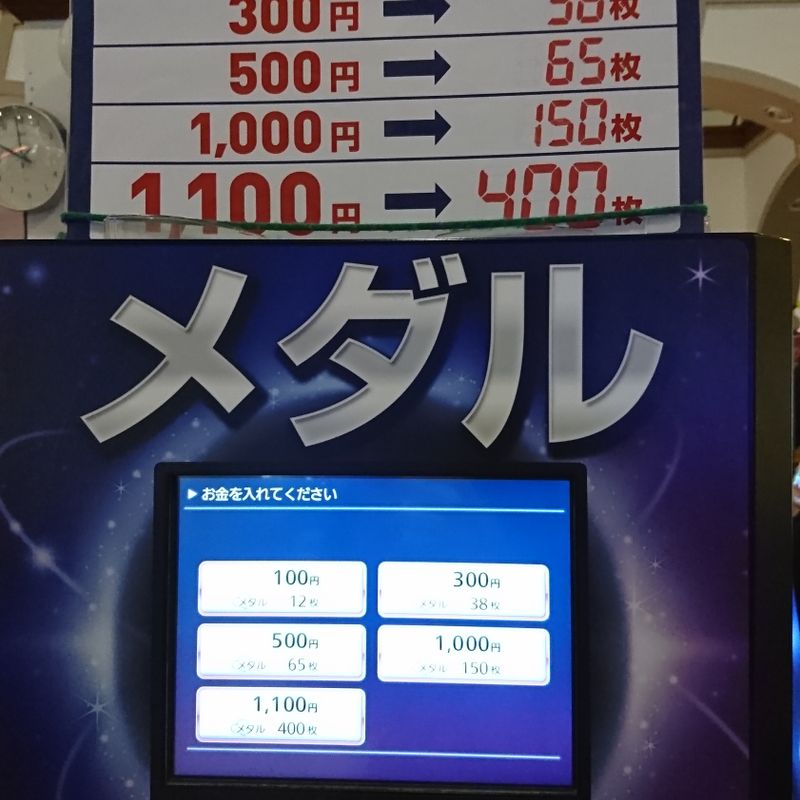 300円 → 38枚
500円 → 65枚
1,000円 → 150枚
1,100円 → 400枚
メダル
▶お金を入れてください
100円 300円
メダル 12枚 メダル 38枚
500円 1,000円
メダル 65枚 メダル 150枚
1,100円
メダル 400枚